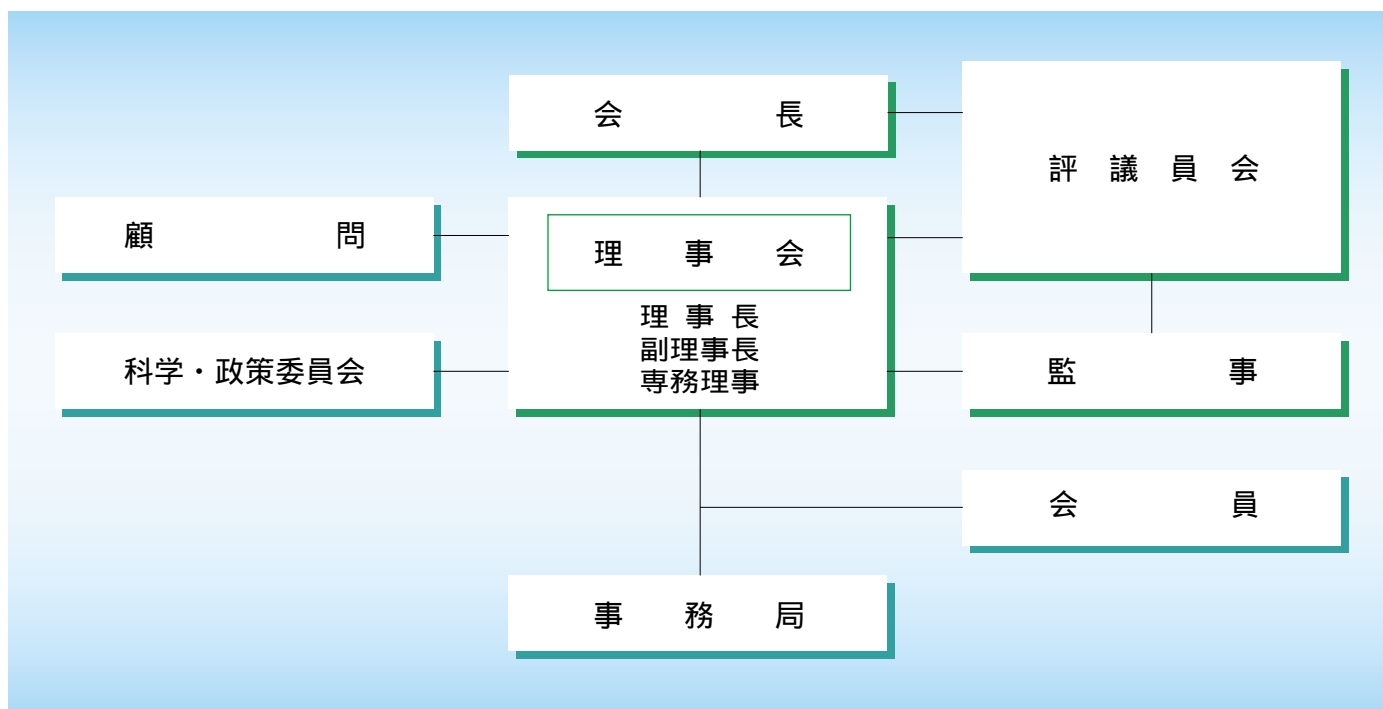 会長
評議員会
顧問
理事会
理事長
副理事長
専務理事
科学・政策委員会
監事
会員
事務局